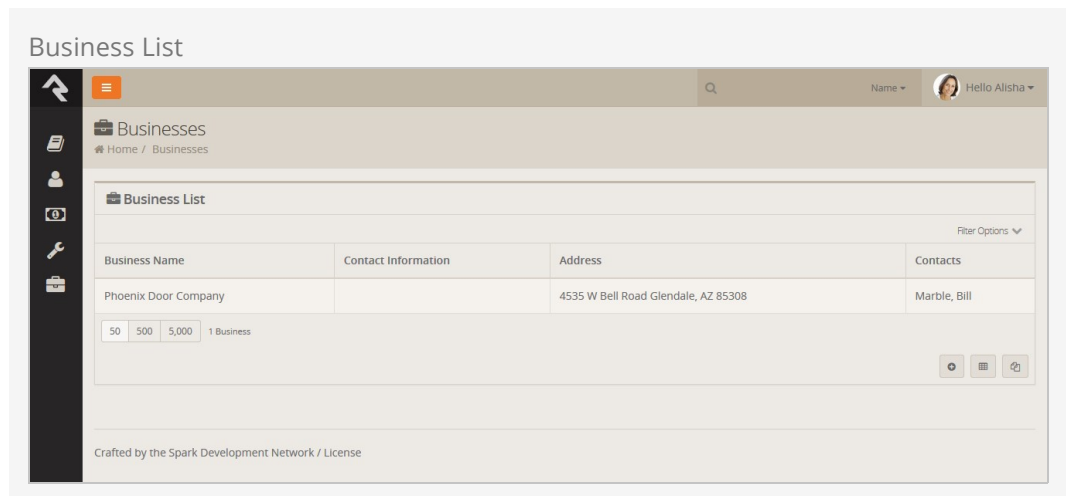 Business List
Name
Hello Alisha
Businesses
Home / Businesses
Business List
Filter Options
Business Name Contact Information Address Contacts
Phoenix Door Company 4535 W Bell Road Glendale, AZ 85308 Marble, Bill
50 500 5,000 1 Business
Crafted by the Spark Development Network / License